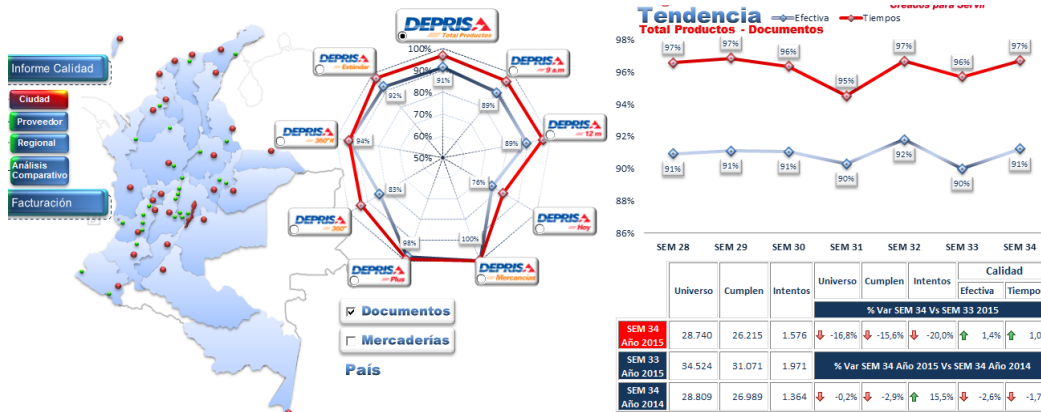 Informe Calidad
Ciudad
Proveedor
Regional
Análisis
Comparativo
Facturación
DEPRISA
Total Productos
DEPRISA
Estándar
DEPRISA
9 a.m
DEPRISA
360°R
DEPRISA
12 m
DEPRISA
360°
DEPRISA
Hoy
DEPRISA
Plus
DEPRISA
Mercancías
100%
90%
80%
70%
60%
50%
91%
89%
89%
76%
100%
98%
83%
94%
92%
Documentos
Mercaderías
País
Creados para Servir
Tendencia
Efectiva
Tiempos
Total Productos - Documentos
98%
96%
94%
92%
90%
88%
86%
97%
97%
96%
95%
97%
96%
97%
91%
91%
91%
90%
92%
90%
91%
SEM 28 SEM 29 SEM 30 SEM 31 SEM 32 SEM 33 SEM 34
Universo Cumplen Intentos Universo Cumplen Intentos Calidad
Efectiva Tiempo
% Var SEM 34 Vs SEM 33 2015
SEM 34
Año 2015
28.740 26.215 1.576 -16,8% -15,6% -20,0% 1,4% 1,0
SEM 33
Año 2015
34.524 31.071 1.971 % Var SEM 34 Año 2015 Vs SEM 34 Año 2014
SEM 34
Año 2014
28.809 26.989 1.364 -0,2% -2,9% 15,5% -2,6% -1,7